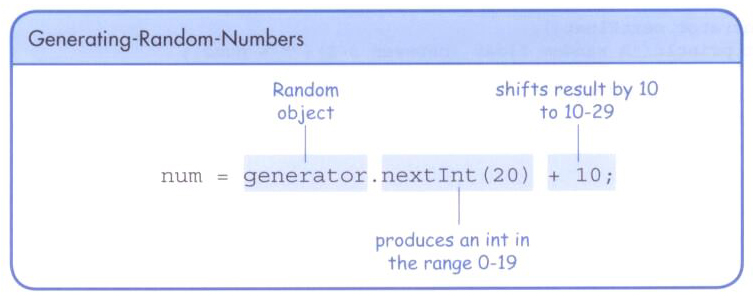 Generating-Random-Numbers
Random
object
shifts result by 10
to 10-29
num = generator.nextInt(20) + 10;
produces an int in
the range 0-19